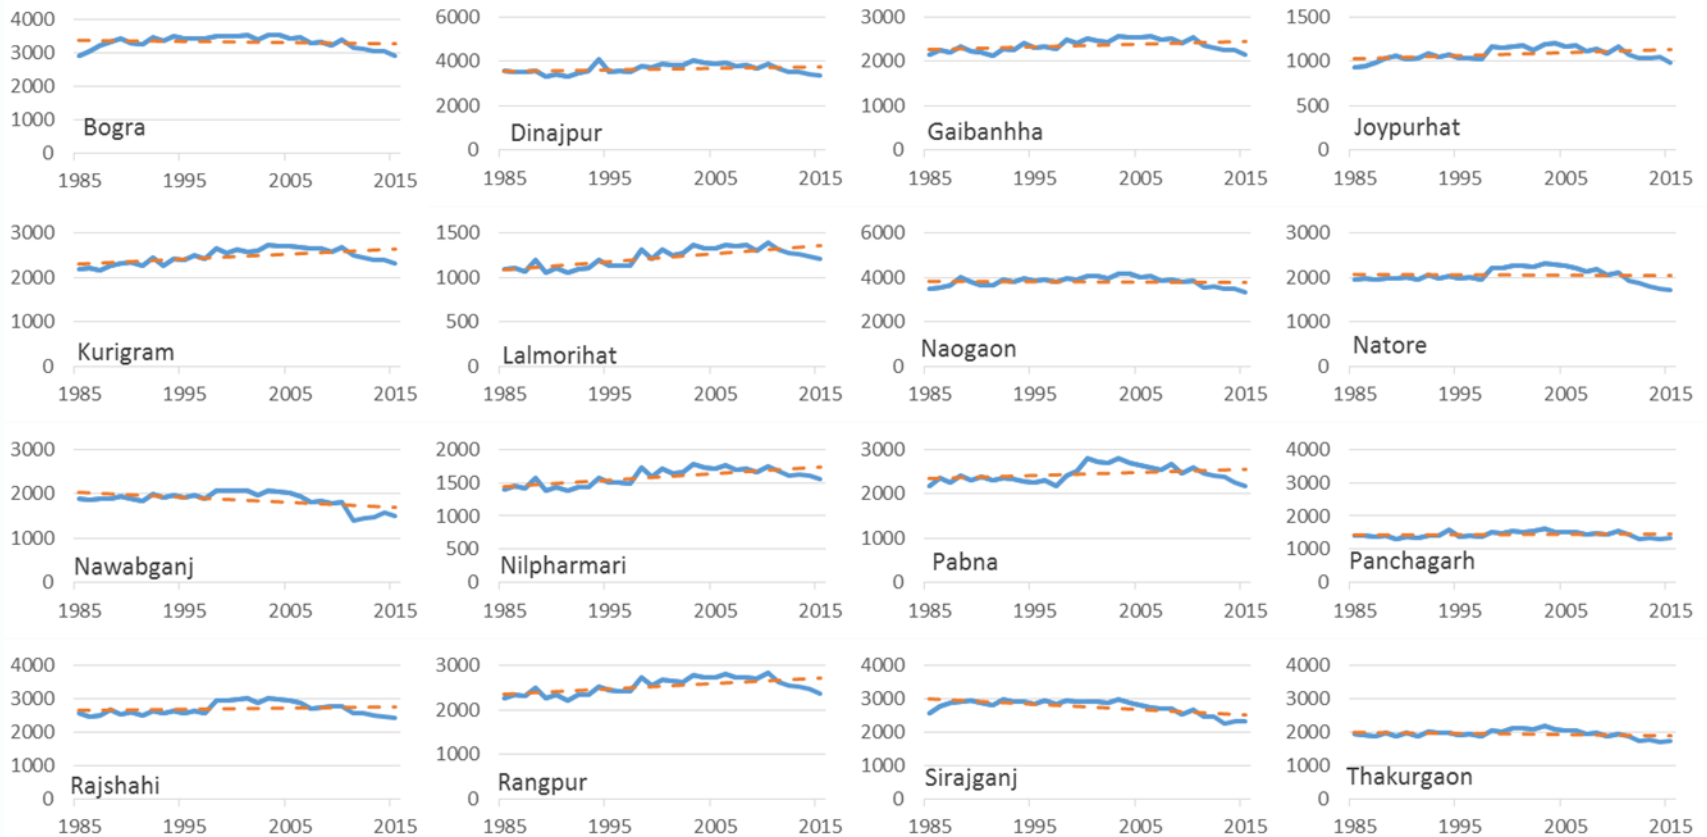 4000 6000 3000 1500
3000 4000 2000 1000
2000 2000 1000 500
1000
Bogra Dinajpur Gaibanhha Joypurhat
0 0 0 0
1985 1995 2005 2015 1985 1995 2005 2015 1985 1995 2005 2015 1985 1995 2005 2015
3000 1500 6000 3000
2000 1000 4000 2000
1000 500 2000 1000
Kurigram Lalmorihat Naogaon Natore
0 0 0 0
1985 1995 2005 2015 1985 1995 2005 2015 1985 1995 2005 2015 1985 1995 2005 2015
3000 2000 3000 4000
2000 1500 2000 3000
1000 1000 1000 2000
500 1000
Nawabganj Nilpharmari Pabna Panchagarh
0 0 0 0
1985 1995 2005 2015 1985 1995 2005 2015 1985 1995 2005 2015 1985 1995 2005 2015
4000 3000 4000 4000
3000 2000 3000 3000
2000 1000 2000 2000
1000 1000 1000
Rajshahi Rangpur Sirajganj Thakurgaon
0 0 0 0
1985 1995 2005 2015 1985 1995 2005 2015 1985 1995 2005 2015 1985 1995 2005 2015